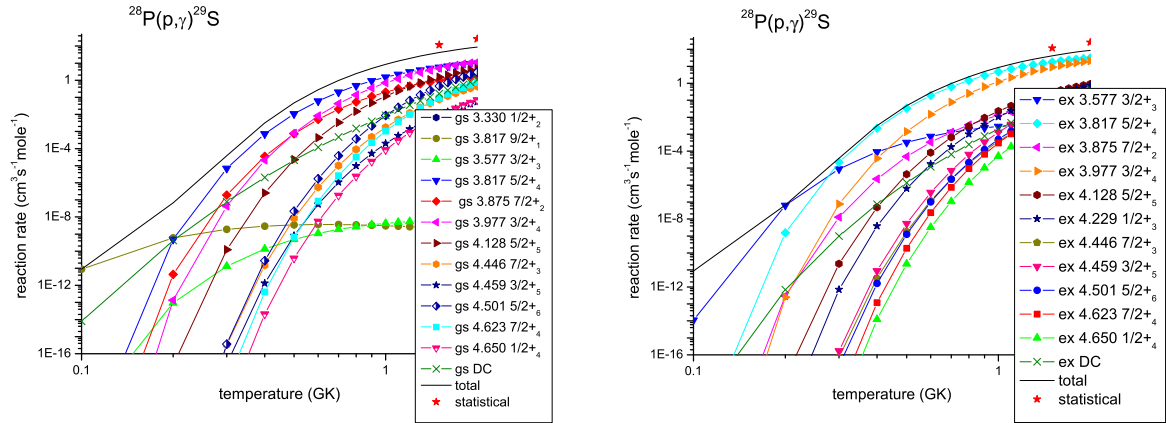 28P(p,γ)29S
reaction rate (cm3s-1mole-1)
1
1E-4
1E-8
1E-12
1E-16
0.1
1
temperature (GK)
gs 3.330 1/2+2
gs 3.817 9/2+1
gs 3.577 3/2+3
gs 3.817 5/2+4
gs 3.875 7/2+2
gs 3.977 3/2+4
gs 4.128 5/2+5
gs 4.446 7/2+3
gs 4.459 3/2+5
gs 4.501 5/2+6
gs 4.623 7/2+4
gs 4.650 1/2+4
gs DC
total
statistical
28P(p,γ)29S
reaction rate (cm3s-1mole-1)
1
1E-4
1E-8
1E-12
1E-16
0.1
1
temperature (GK)
ex 3.577 3/2+3
ex 3.817 5/2+4
ex 3.875 7/2+2
ex 3.977 3/2+4
ex 4.128 5/2+5
ex 4.229 1/2+3
ex 4.446 7/2+3
ex 4.459 3/2+5
ex 4.501 5/2+6
ex 4.623 7/2+4
ex 4.650 1/2+4
ex DC
total
statistical